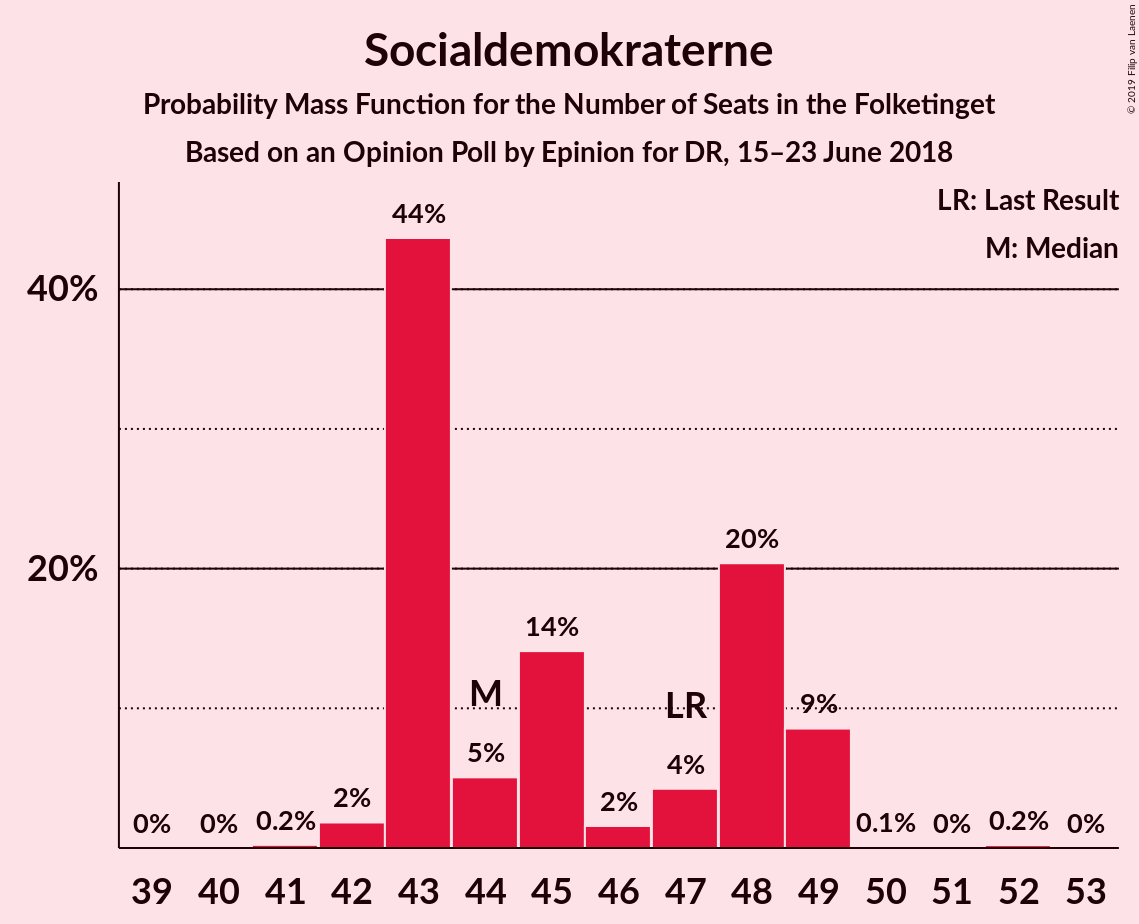 Socialdemokraterne
Probability Mass Function for the Number of Seats in the Folketinget
Based on an Opinion Poll by Epinion for DR, 15–23 June 2018
© 2019 Filip van Laenen
LR: Last Result
M: Median
40%
20%
0%
0%
0.2%
2%
44%
5%
14%
2%
4%
20%
9%
0.1%
0%
0.2%
0%
M
LR
39 40 41 42 43 44 45 46 47 48 49 50 51 52 53